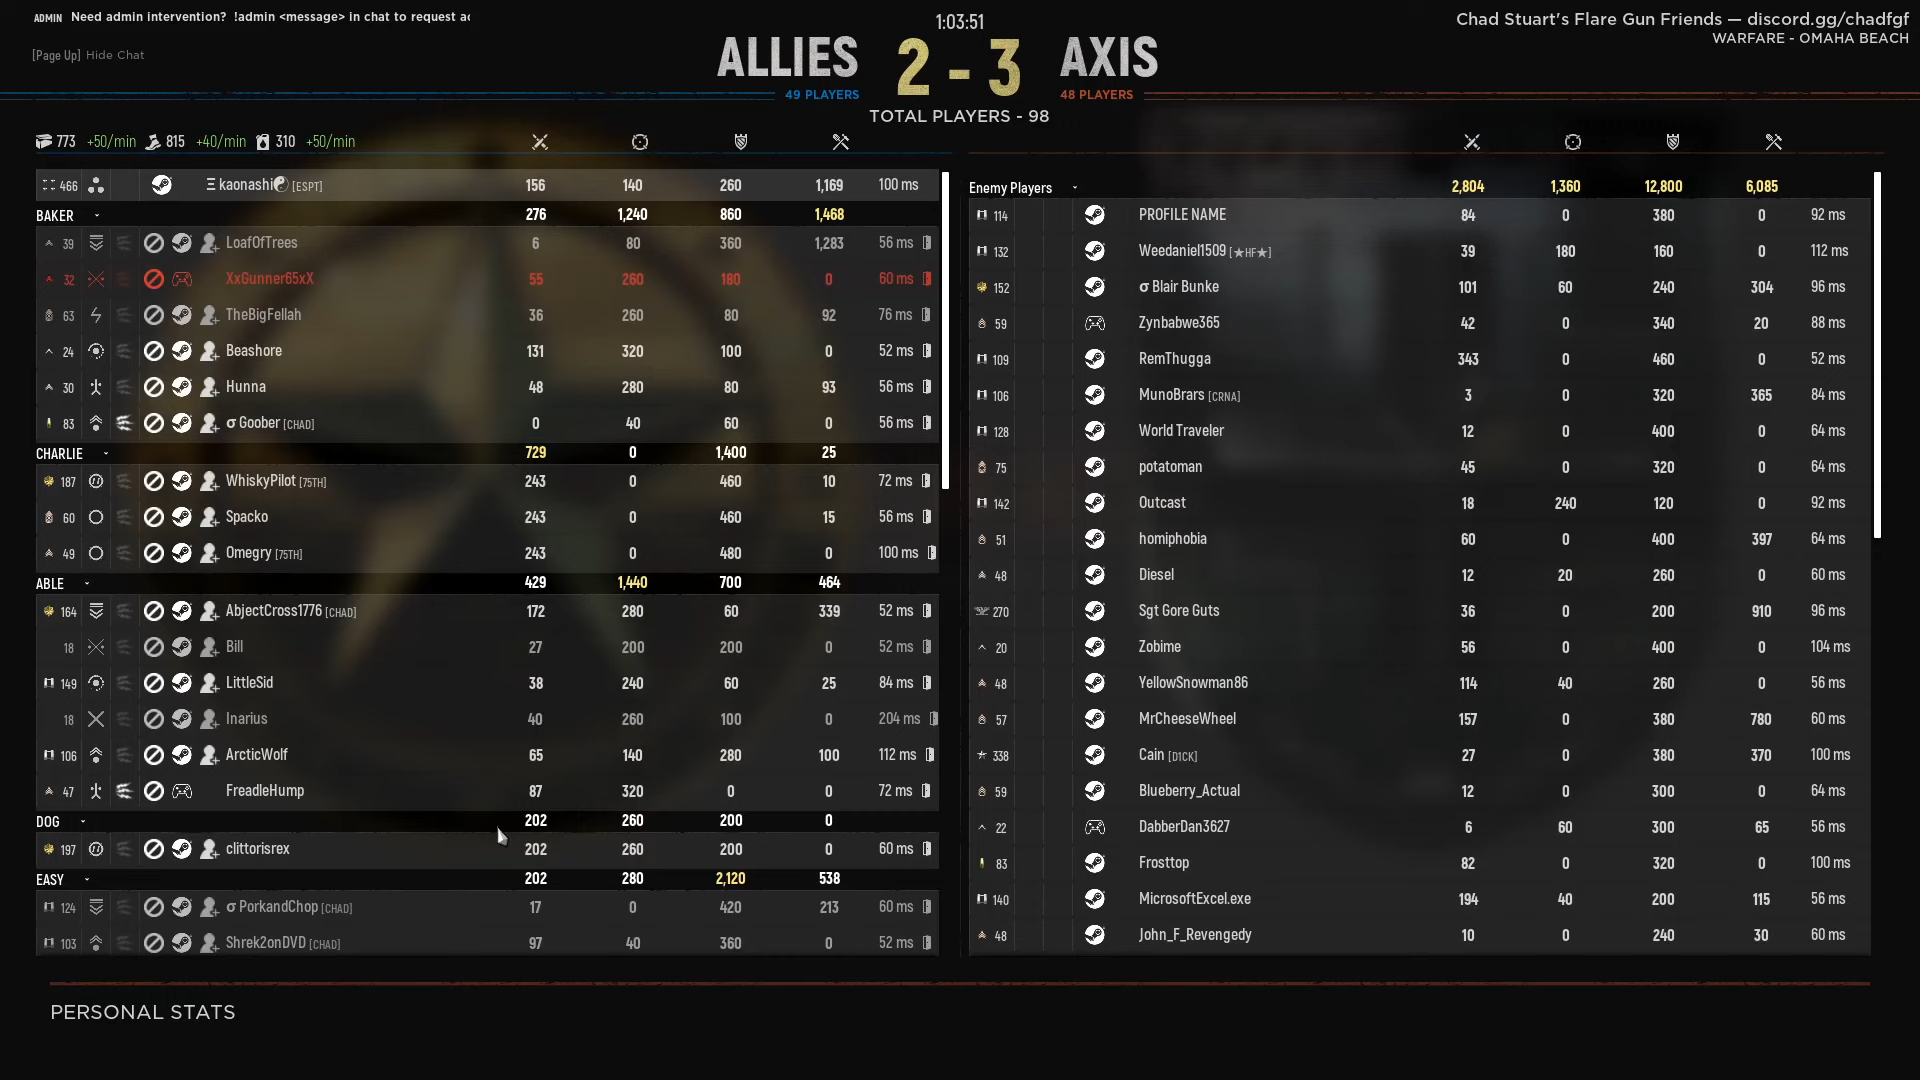 ADMIN Need admin intervention? !admin <message> in chat to request
[Page Up] Hide Chat
1:03:51
ALLIES 2 - 3 AXIS
49 PLAYERS 48 PLAYERS
TOTAL PLAYERS - 98
Chad Stuart's Flare Gun Friends — discord.gg/chadfgf
WARFARE - OMAHA BEACH
773 +50/min 815 +40/min 310 +50/min
466 Ξ kaonashi [ESPT] 156 140 260 1,169 100 ms
BAKER 276 1,240 860 1,468
39 LoafOfTrees 6 80 360 1,283 56 ms
32 XxGunner65xX 55 260 180 0 60 ms
63 TheBigFellah 36 260 80 92 76 ms
24 Beashore 131 320 100 0 52 ms
30 Hunna 48 280 80 93 56 ms
83 σ Goober [CHAD] 0 40 60 0 56 ms
CHARLIE 729 0 1,400 25
187 WhiskyPilot [75TH] 243 0 460 10 72 ms
60 Spacko 243 0 460 15 56 ms
49 Omegry [75TH] 243 0 480 0 100 ms
ABLE 429 1,440 700 464
164 AbjectCross1776 [CHAD] 172 280 60 339 52 ms
18 Bill 27 200 200 0 52 ms
149 LittleSid 38 240 60 25 84 ms
18 Inarius 40 260 100 0 204 ms
106 ArcticWolf 65 140 280 100 112 ms
47 FreadleHump 87 320 0 0 72 ms
DOG 202 260 200 0
197 clittorisrex 202 260 200 0 60 ms
EASY 202 280 2,120 538
124 σ PorkandChop [CHAD] 17 0 420 213 60 ms
103 Shrek2onDVD [CHAD] 97 40 360 0 52 ms
Enemy Players 2,804 1,360 12,800 6,085
114 PROFILE NAME 84 0 380 0 92 ms
132 Weedaniel1509 [★HF★] 39 180 160 0 112 ms
152 σ Blair Bunke 101 60 240 304 96 ms
59 Zynbabwe365 42 0 340 20 88 ms
109 RemThugga 343 0 460 0 52 ms
106 MunoBrars [CRNA] 3 0 320 365 84 ms
128 World Traveler 12 0 400 0 64 ms
75 potatoman 45 0 320 0 64 ms
142 Outcast 18 240 120 0 92 ms
51 homiphobia 60 0 400 397 64 ms
48 Diesel 12 20 260 0 60 ms
270 Sgt Gore Guts 36 0 200 910 96 ms
20 Zobime 56 0 400 0 104 ms
48 YellowSnowman86 114 40 260 0 56 ms
57 MrCheeseWheel 157 0 380 780 60 ms
338 Cain [D1CK] 27 0 380 370 100 ms
59 Blueberry_Actual 12 0 300 0 64 ms
22 DabberDan3627 6 60 300 65 56 ms
83 Frosttop 82 0 320 0 100 ms
140 MicrosoftExcel.exe 194 40 200 115 56 ms
48 John_F_Revengedy 10 0 240 30 60 ms
PERSONAL STATS